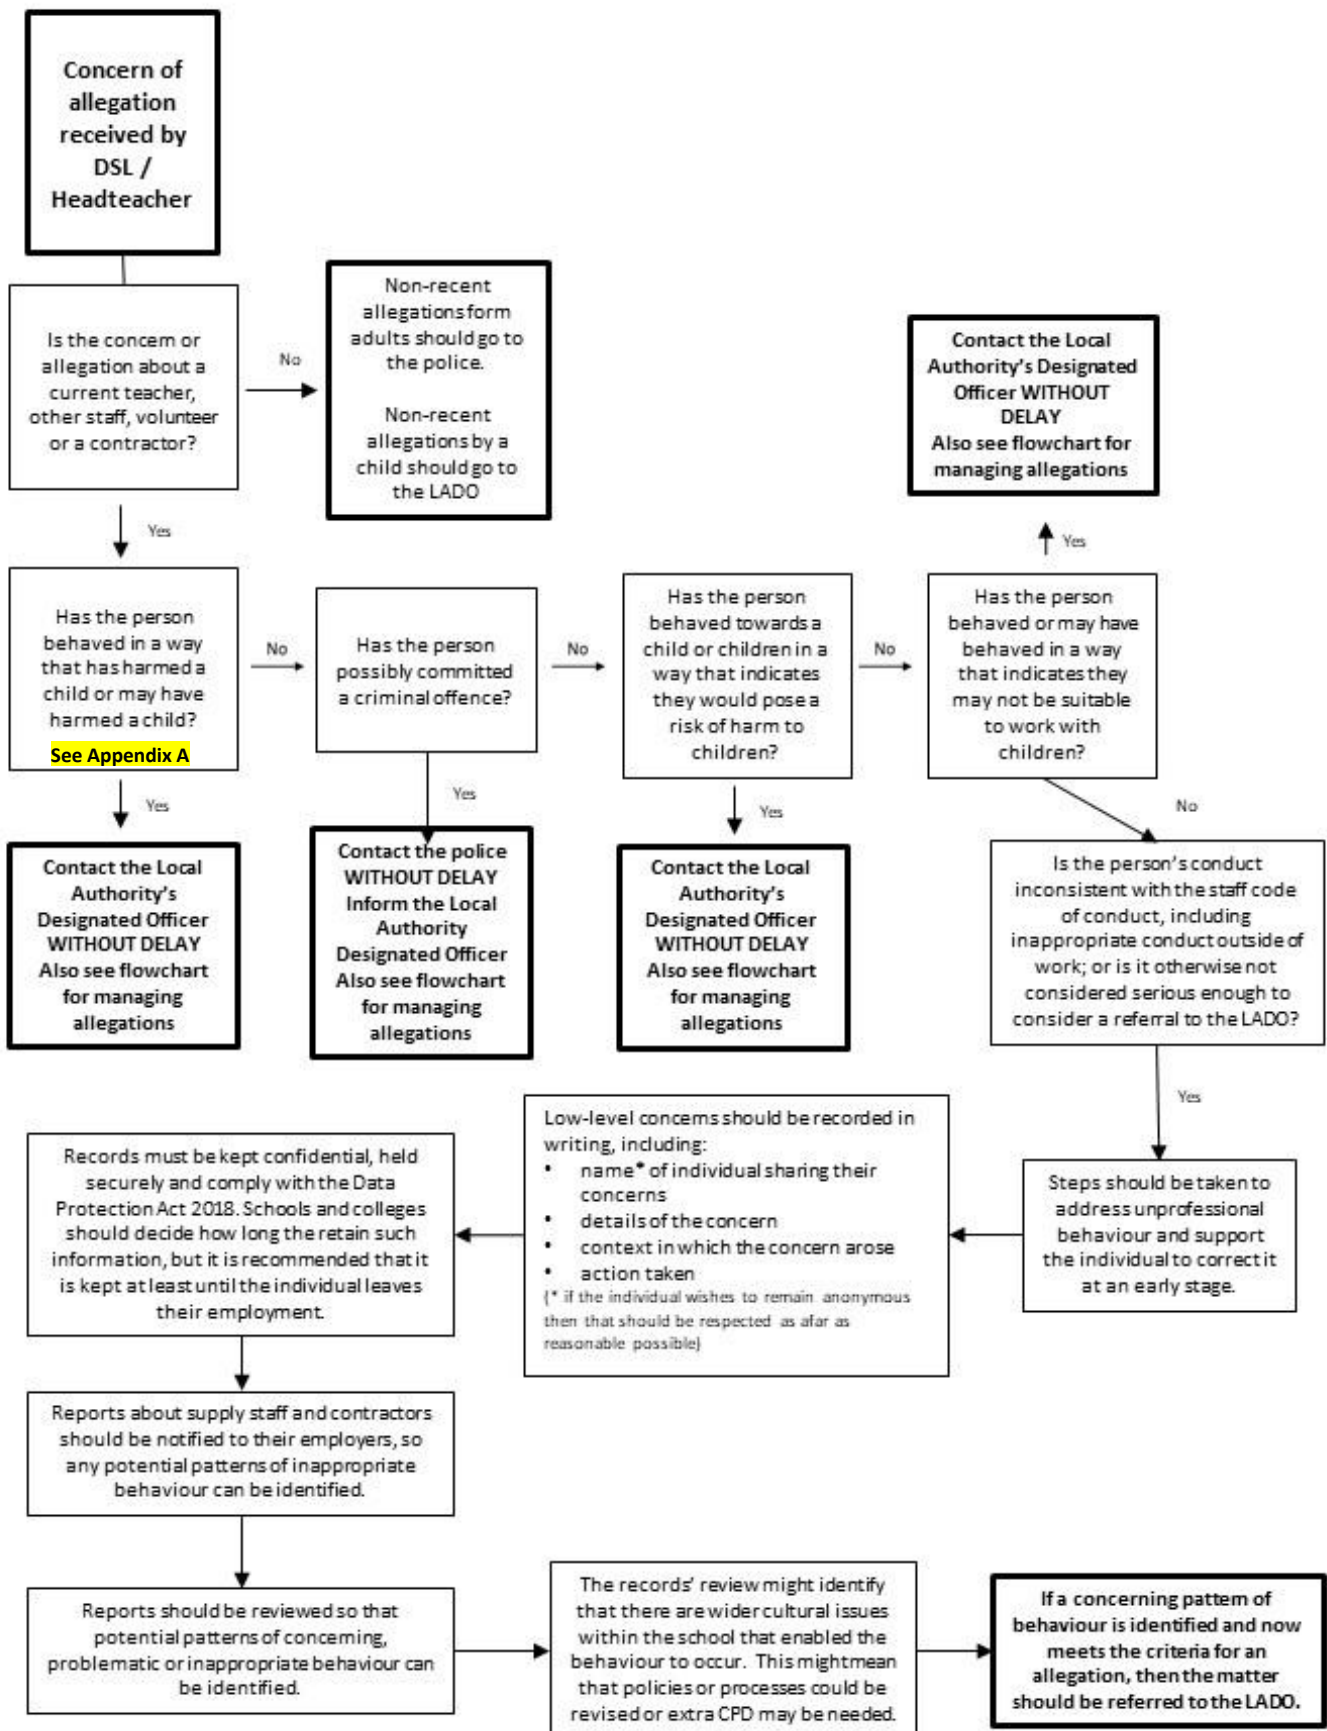 Concern of
allegation
received by
DSL /
Headteacher
Is the concern or
allegation about a
current teacher,
other staff, volunteer
or a contractor?
No
Non-recent
allegations form
adults should go to
the police.
Non-recent
allegations by a
child should go to
the LADO
Yes
Contact the Local
Authority's Designated
Officer WITHOUT
DELAY
Also see flowchart for
managing allegations
Yes
Has the person
behaved in a way
that has harmed a
child or may have
harmed a child?
See Appendix A
No
Has the person
possibly committed
a criminal offence?
No
Has the person
behaved towards a
child or children in a
way that indicates
they would pose a
risk of harm to
children?
No
Has the person
behaved or may have
behaved in a way
that indicates they
may not be suitable
to work with
children?
Yes
Yes
Yes
No
Contact the Local
Authority's
Designated Officer
WITHOUT DELAY
Also see flowchart
for managing
allegations
Contact the police
WITHOUT DELAY
Inform the Local
Authority
Designated Officer
Also see flowchart
for managing
allegations
Contact the Local
Authority's
Designated Officer
WITHOUT DELAY
Also see flowchart
for managing
allegations
Is the person's conduct
inconsistent with the staff code
of conduct, including
inappropriate conduct outside of
work; or is it otherwise not
considered serious enough to
consider a referral to the LADO?
Yes
Steps should be taken to
address unprofessional
behaviour and support
the individual to correct it
at an early stage.
Low-level concerns should be recorded in
writing, including:
• name* of individual sharing their
concerns
• details of the concern
• context in which the concern arose
• action taken
(* if the individual wishes to remain anonymous
then that should be respected as afar as
reasonable possible)
Records must be kept confidential, held
securely and comply with the Data
Protection Act 2018. Schools and colleges
should decide how long the retain such
information, but it is recommended that it
is kept at least until the individual leaves
their employment.
Reports about supply staff and contractors
should be notified to their employers, so
any potential patterns of inappropriate
behaviour can be identified.
Reports should be reviewed so that
potential patterns of concerning,
problematic or inappropriate behaviour can
be identified.
The records' review might identify
that there are wider cultural issues
within the school that enabled the
behaviour to occur. This might mean
that policies or processes could be
revised or extra CPD may be needed.
If a concerning pattern of
behaviour is identified and now
meets the criteria for an
allegation, then the matter
should be referred to the LADO.